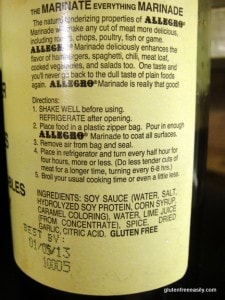 THE MARINATE EVERYTHING MARINADE
The natural tenderizing properties of ALLEGRO®
Marinade will make any cut of meat more delicious,
including roasts, chops, poultry, fish or game.
ALLEGRO® Marinade deliciously enhances the
flavor of hamburgers, spaghetti, chili, meat loaf,
cooked vegetables, and salads too. One taste and
you'll never go back to the dull taste of plain foods
again. ALLEGRO® Marinade is really that good!
Directions:
1. SHAKE WELL before using.
REFRIGERATE after opening.
2. Place food in a plastic zipper bag. Pour in enough
ALLEGRO® Marinade to coat all surfaces.
3. Remove air from bag and seal.
4. Place in refrigerator and turn every half hour for
four hours, more or less. (Do less tender cuts of
meat for a longer time, turning every 6-8 hrs.)
5. Broil your usual cooking time or even a little less.
BLES
INGREDIENTS: SOY SAUCE (WATER, SALT,
HYDROLYZED SOY PROTEIN, CORN SYRUP,
CARAMEL COLORING), WATER, LIME JUICE
(FROM CONCENTRATE), SPICE, DRIED
GARLIC, CITRIC ACID. GLUTEN FREE
BEST BY:
13
10005
glutenfreeeasily.com